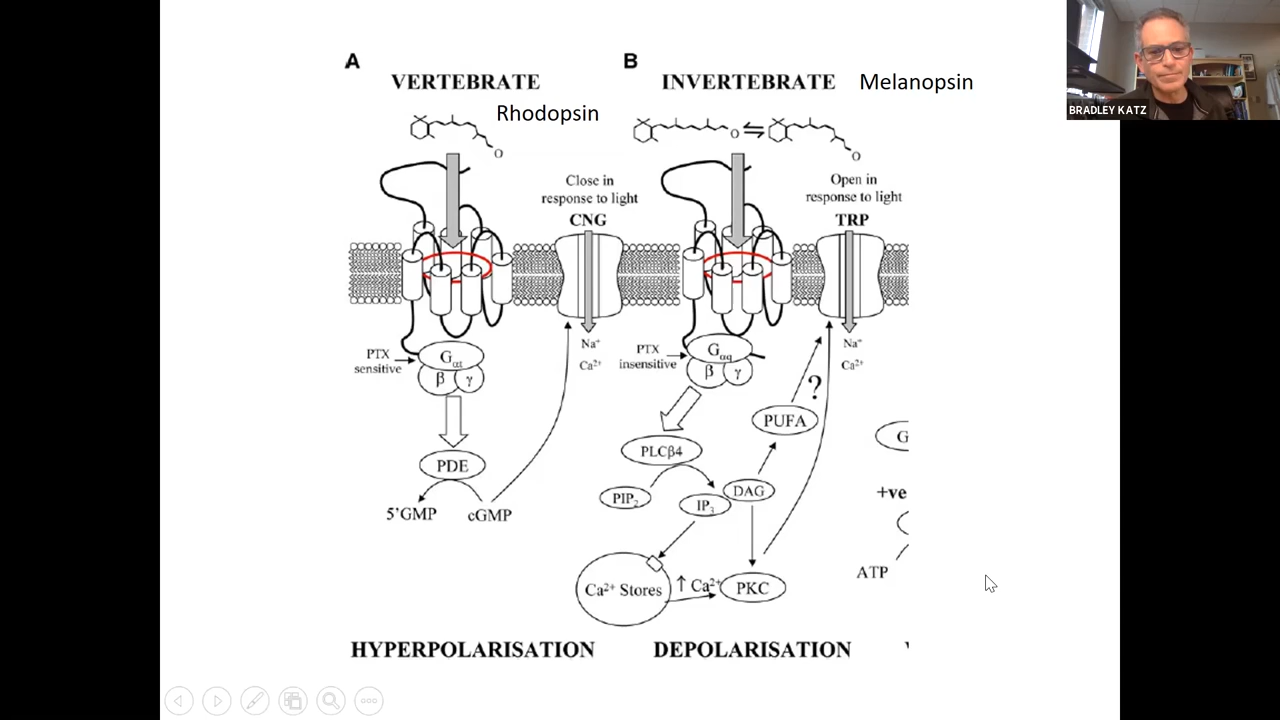 A
VERTEBRATE
Rhodopsin
O
Close in
response to light
CNG
Na⁺
Ca²⁺
PTX
sensitive
Gαt
β
γ
PDE
5'GMP
cGMP
HYPERPOLARISATION
B
INVERTEBRATE
Melanopsin
O
O
Open in
response to light
TRP
Na⁺
Ca²⁺
PTX
insensitive
Gαq
β
γ
?
PUFA
PLCβ4
PIP₂
IP₃
DAG
Ca²⁺ Stores
↑ Ca²⁺
PKC
DEPOLARISATION
G
+ve
ATP
BRADLEY KATZ